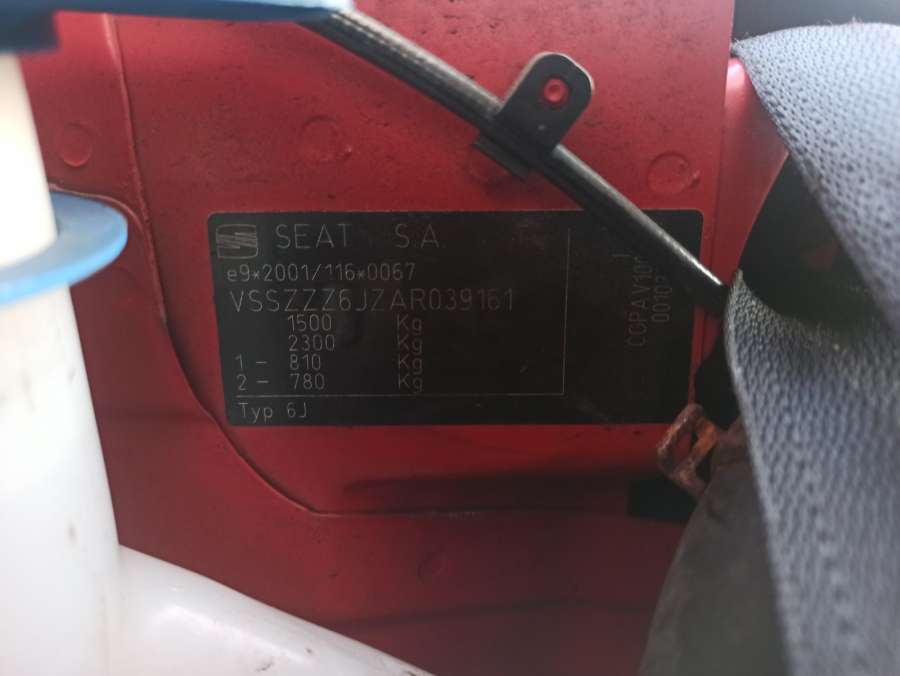 SEAT S.A.
e9*2001/116*0067
VSSZZZ6JZAR039161
1500 Kg
2300 Kg
1 - 810 Kg
2 - 780 Kg
Typ 6J